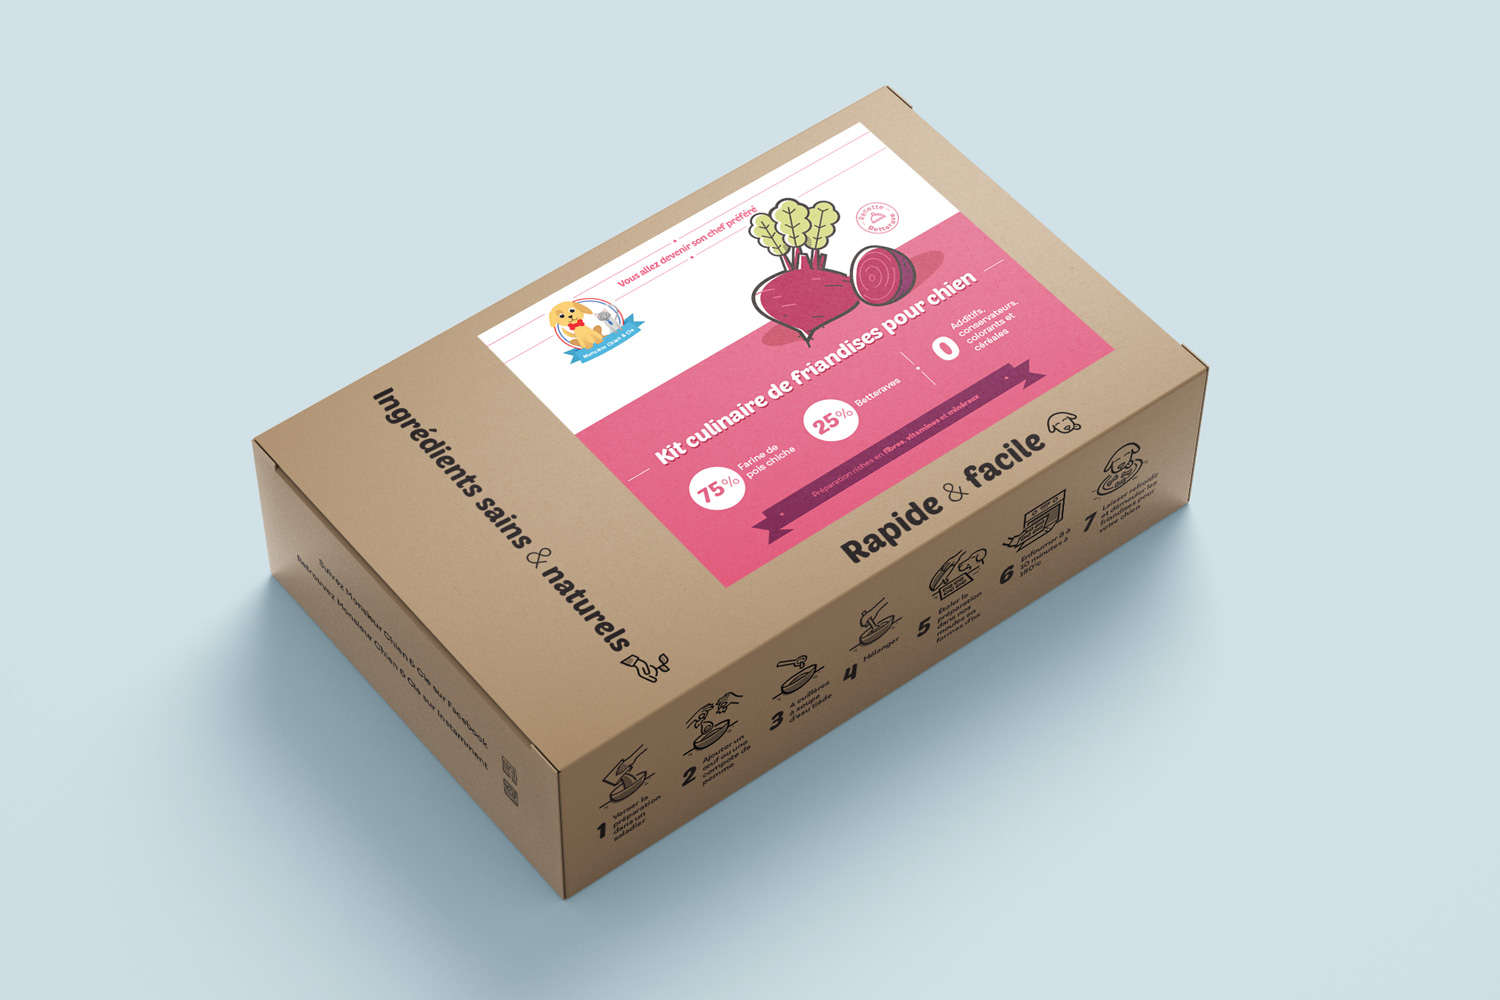 Vous allez devenir son chef préféré
Recette
Betterave
Monsieur Chien & Cie
Kit culinaire de friandises pour chien
75%
Farine de
pois chiche
25%
Betteraves
0
Additifs,
conservateurs,
colorants et
céréales
Préparation riches en fibres, vitamines et minéraux
Ingrédients sains & naturels
Rapide & facile
Suivez Monsieur Chien & Cie sur Facebook
Retrouvez Monsieur Chien & Cie sur Instamment
1
Verser la
préparation
dans un
saladier
2
Ajouter un
œuf ou une
compote de
pomme
3
4 cuillères
à soupe
d'eau tiède
4
Mélanger
5
Etaler la
préparation
dans nos
moules en
formes d'os
6
Enfourner 8 à
10 minutes à
180°c
7
Laisser refroidir
et démouler les
friandises pour
votre chien